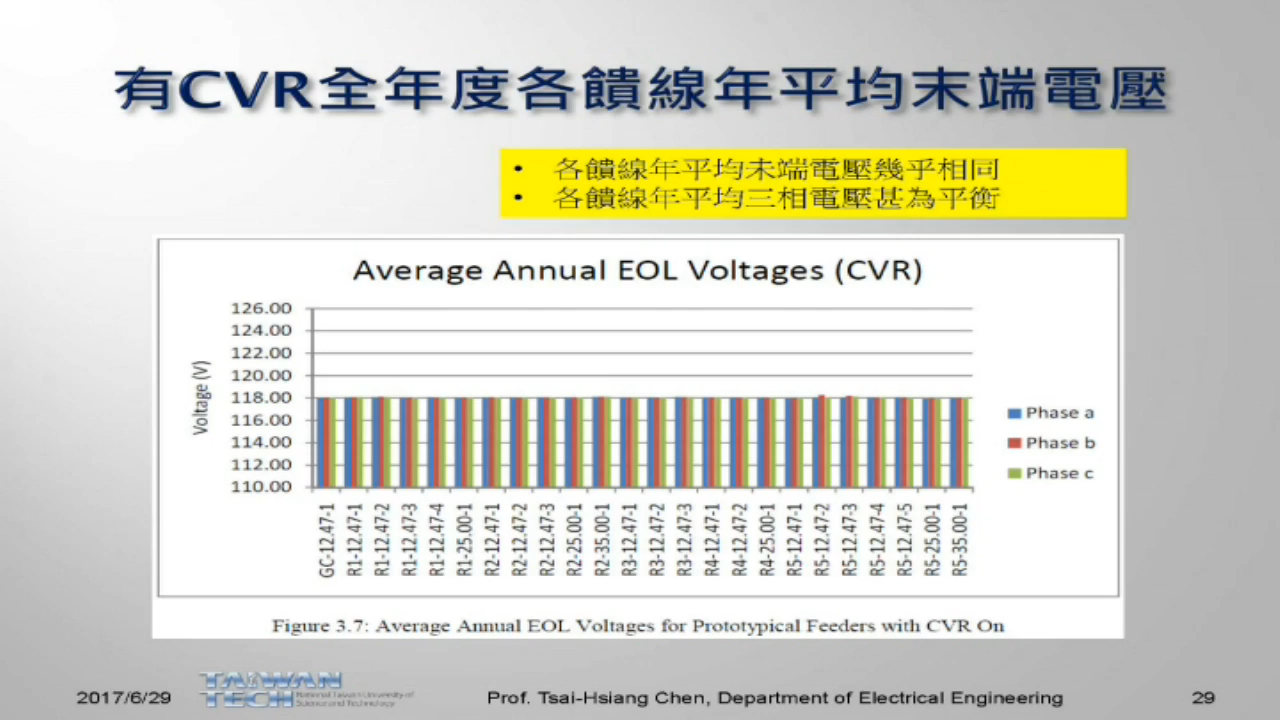 有CVR全年度各饋線年平均末端電壓
• 各饋線年平均末端電壓幾乎相同
• 各饋線年平均三相電壓甚為平衡
Average Annual EOL Voltages (CVR)
Voltage (V)
126.00
124.00
122.00
120.00
118.00
116.00
114.00
112.00
110.00
GC-12.47-1
R1-12.47-1
R1-12.47-2
R1-12.47-3
R1-12.47-4
R1-25.00-1
R2-12.47-1
R2-12.47-2
R2-12.47-3
R2-25.00-1
R2-35.00-1
R3-12.47-1
R3-12.47-2
R3-12.47-3
R4-12.47-1
R4-12.47-2
R4-25.00-1
R5-12.47-1
R5-12.47-2
R5-12.47-3
R5-12.47-4
R5-12.47-5
R5-25.00-1
R5-35.00-1
Phase a
Phase b
Phase c
Figure 3.7: Average Annual EOL Voltages for Prototypical Feeders with CVR On
2017/6/29
TAIWAN
TECH
National Taiwan University of
Science and Technology
Prof. Tsai-Hsiang Chen, Department of Electrical Engineering
29